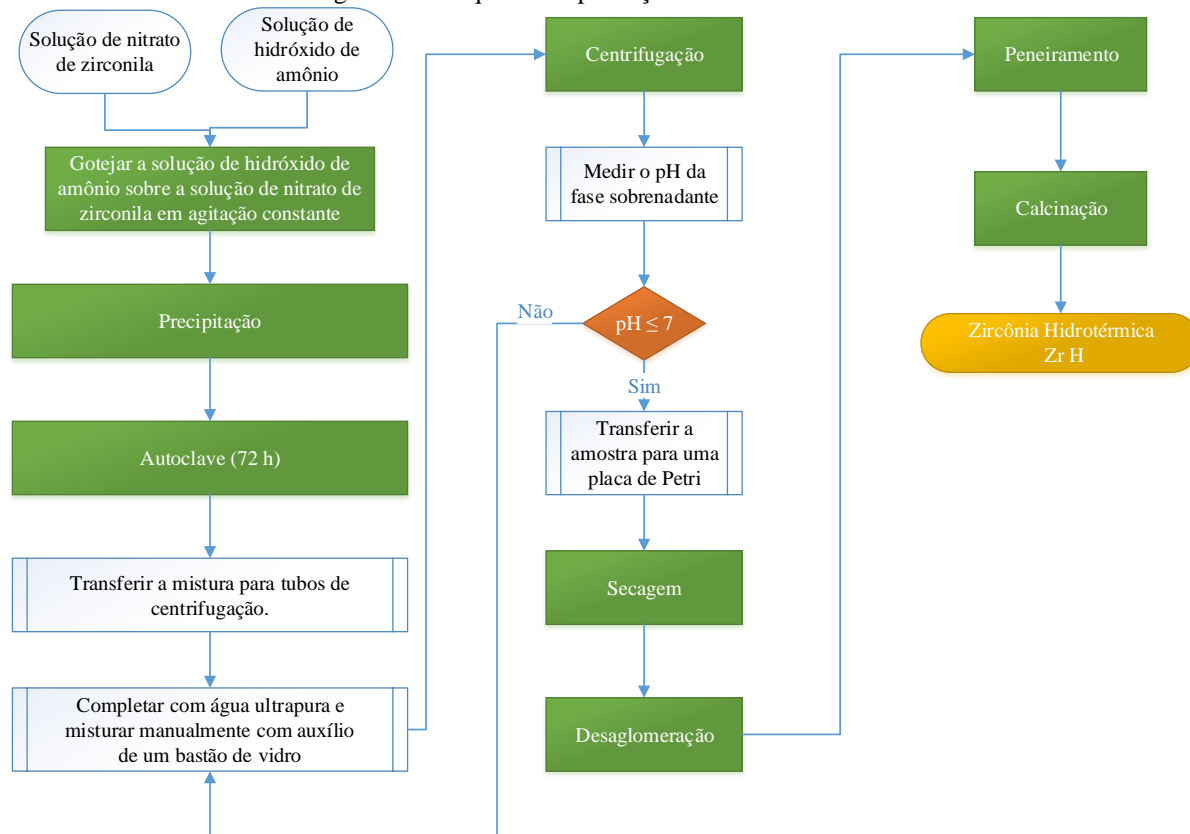 Solução de nitrato
de zirconila
Solução de
hidróxido de
amônio
Gotejar a solução de hidróxido de
amônio sobre a solução de nitrato de
zirconila em agitação constante
Precipitação
Autoclave (72 h)
Transferir a mistura para tubos de
centrifugação.
Completar com água ultrapura e
misturar manualmente com auxílio
de um bastão de vidro
Centrifugação
Medir o pH da
fase sobrenadante
Não
pH ≤ 7
Sim
Transferir a
amostra para uma
placa de Petri
Secagem
Desaglomeração
Peneiramento
Calcinação
Zircônia Hidrotérmica
Zr H